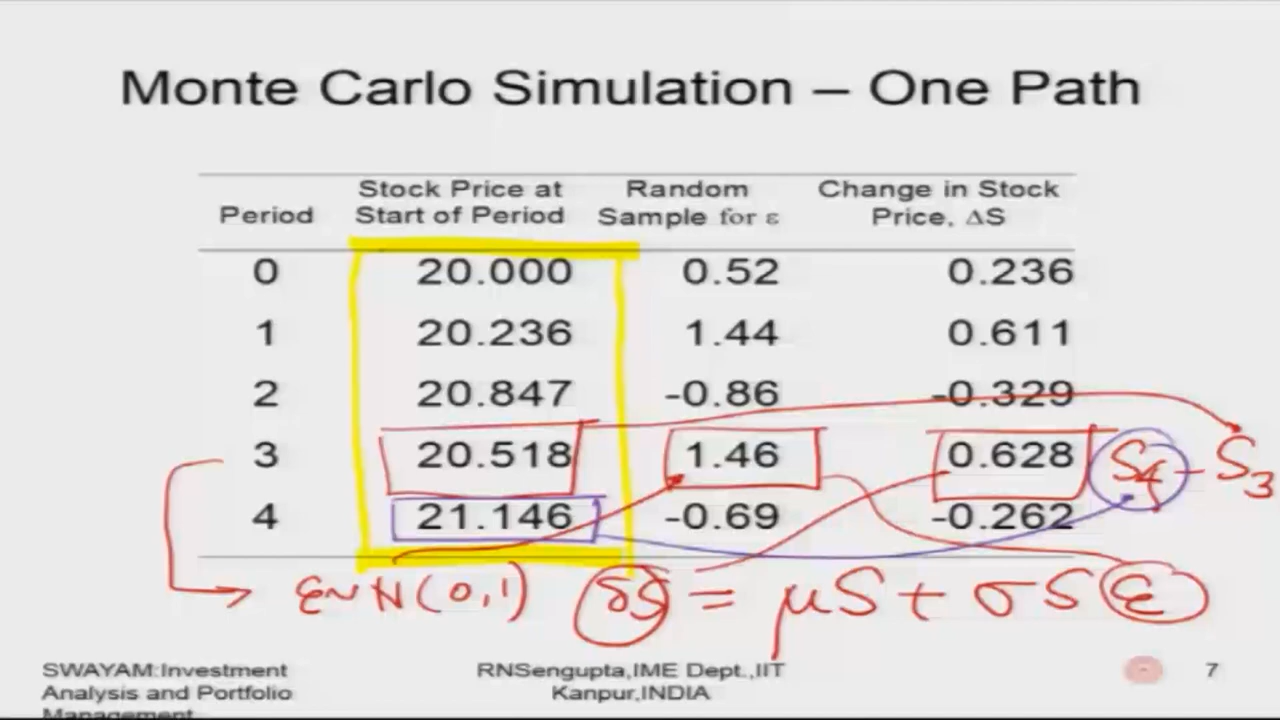 Monte Carlo Simulation – One Path
Period Stock Price at Start of Period Random Sample for ε Change in Stock Price, ΔS
0 20.000 0.52 0.236
1 20.236 1.44 0.611
2 20.847 -0.86 -0.329
3 20.518 1.46 0.628 S4 - S3
4 21.146 -0.69 -0.262
ε~N(0,1) δS = μS + σS ε
SWAYAM:Investment
Analysis and Portfolio
Management
RNSengupta,IME Dept.,IIT
Kanpur,INDIA
7